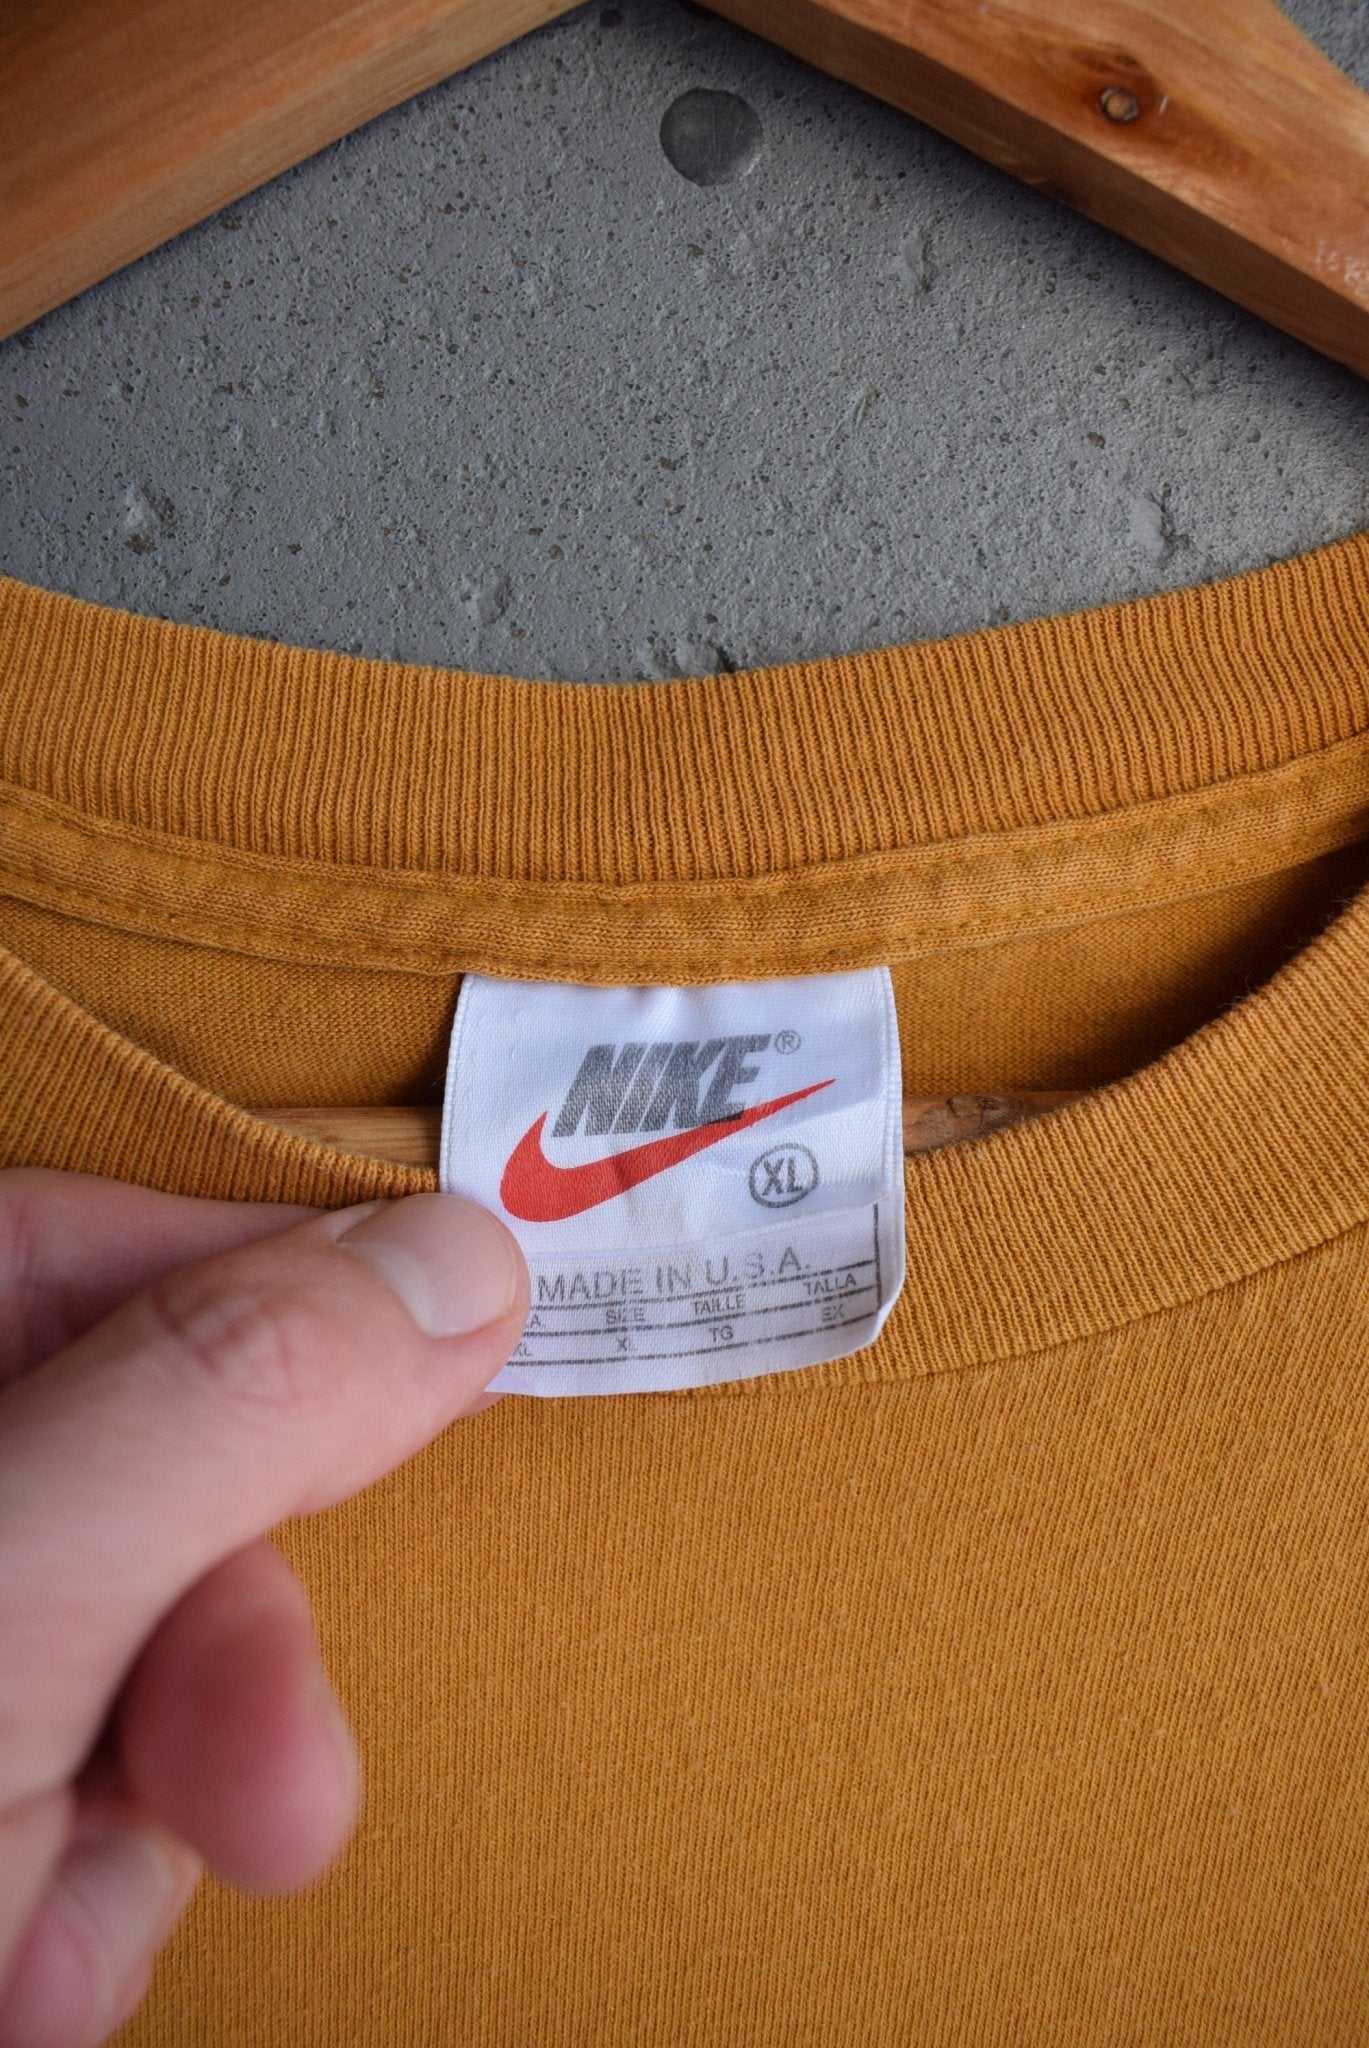 NIKE®
XL
MADE IN U.S.A.
SIZE TAILLE TALLA
XL TG EX